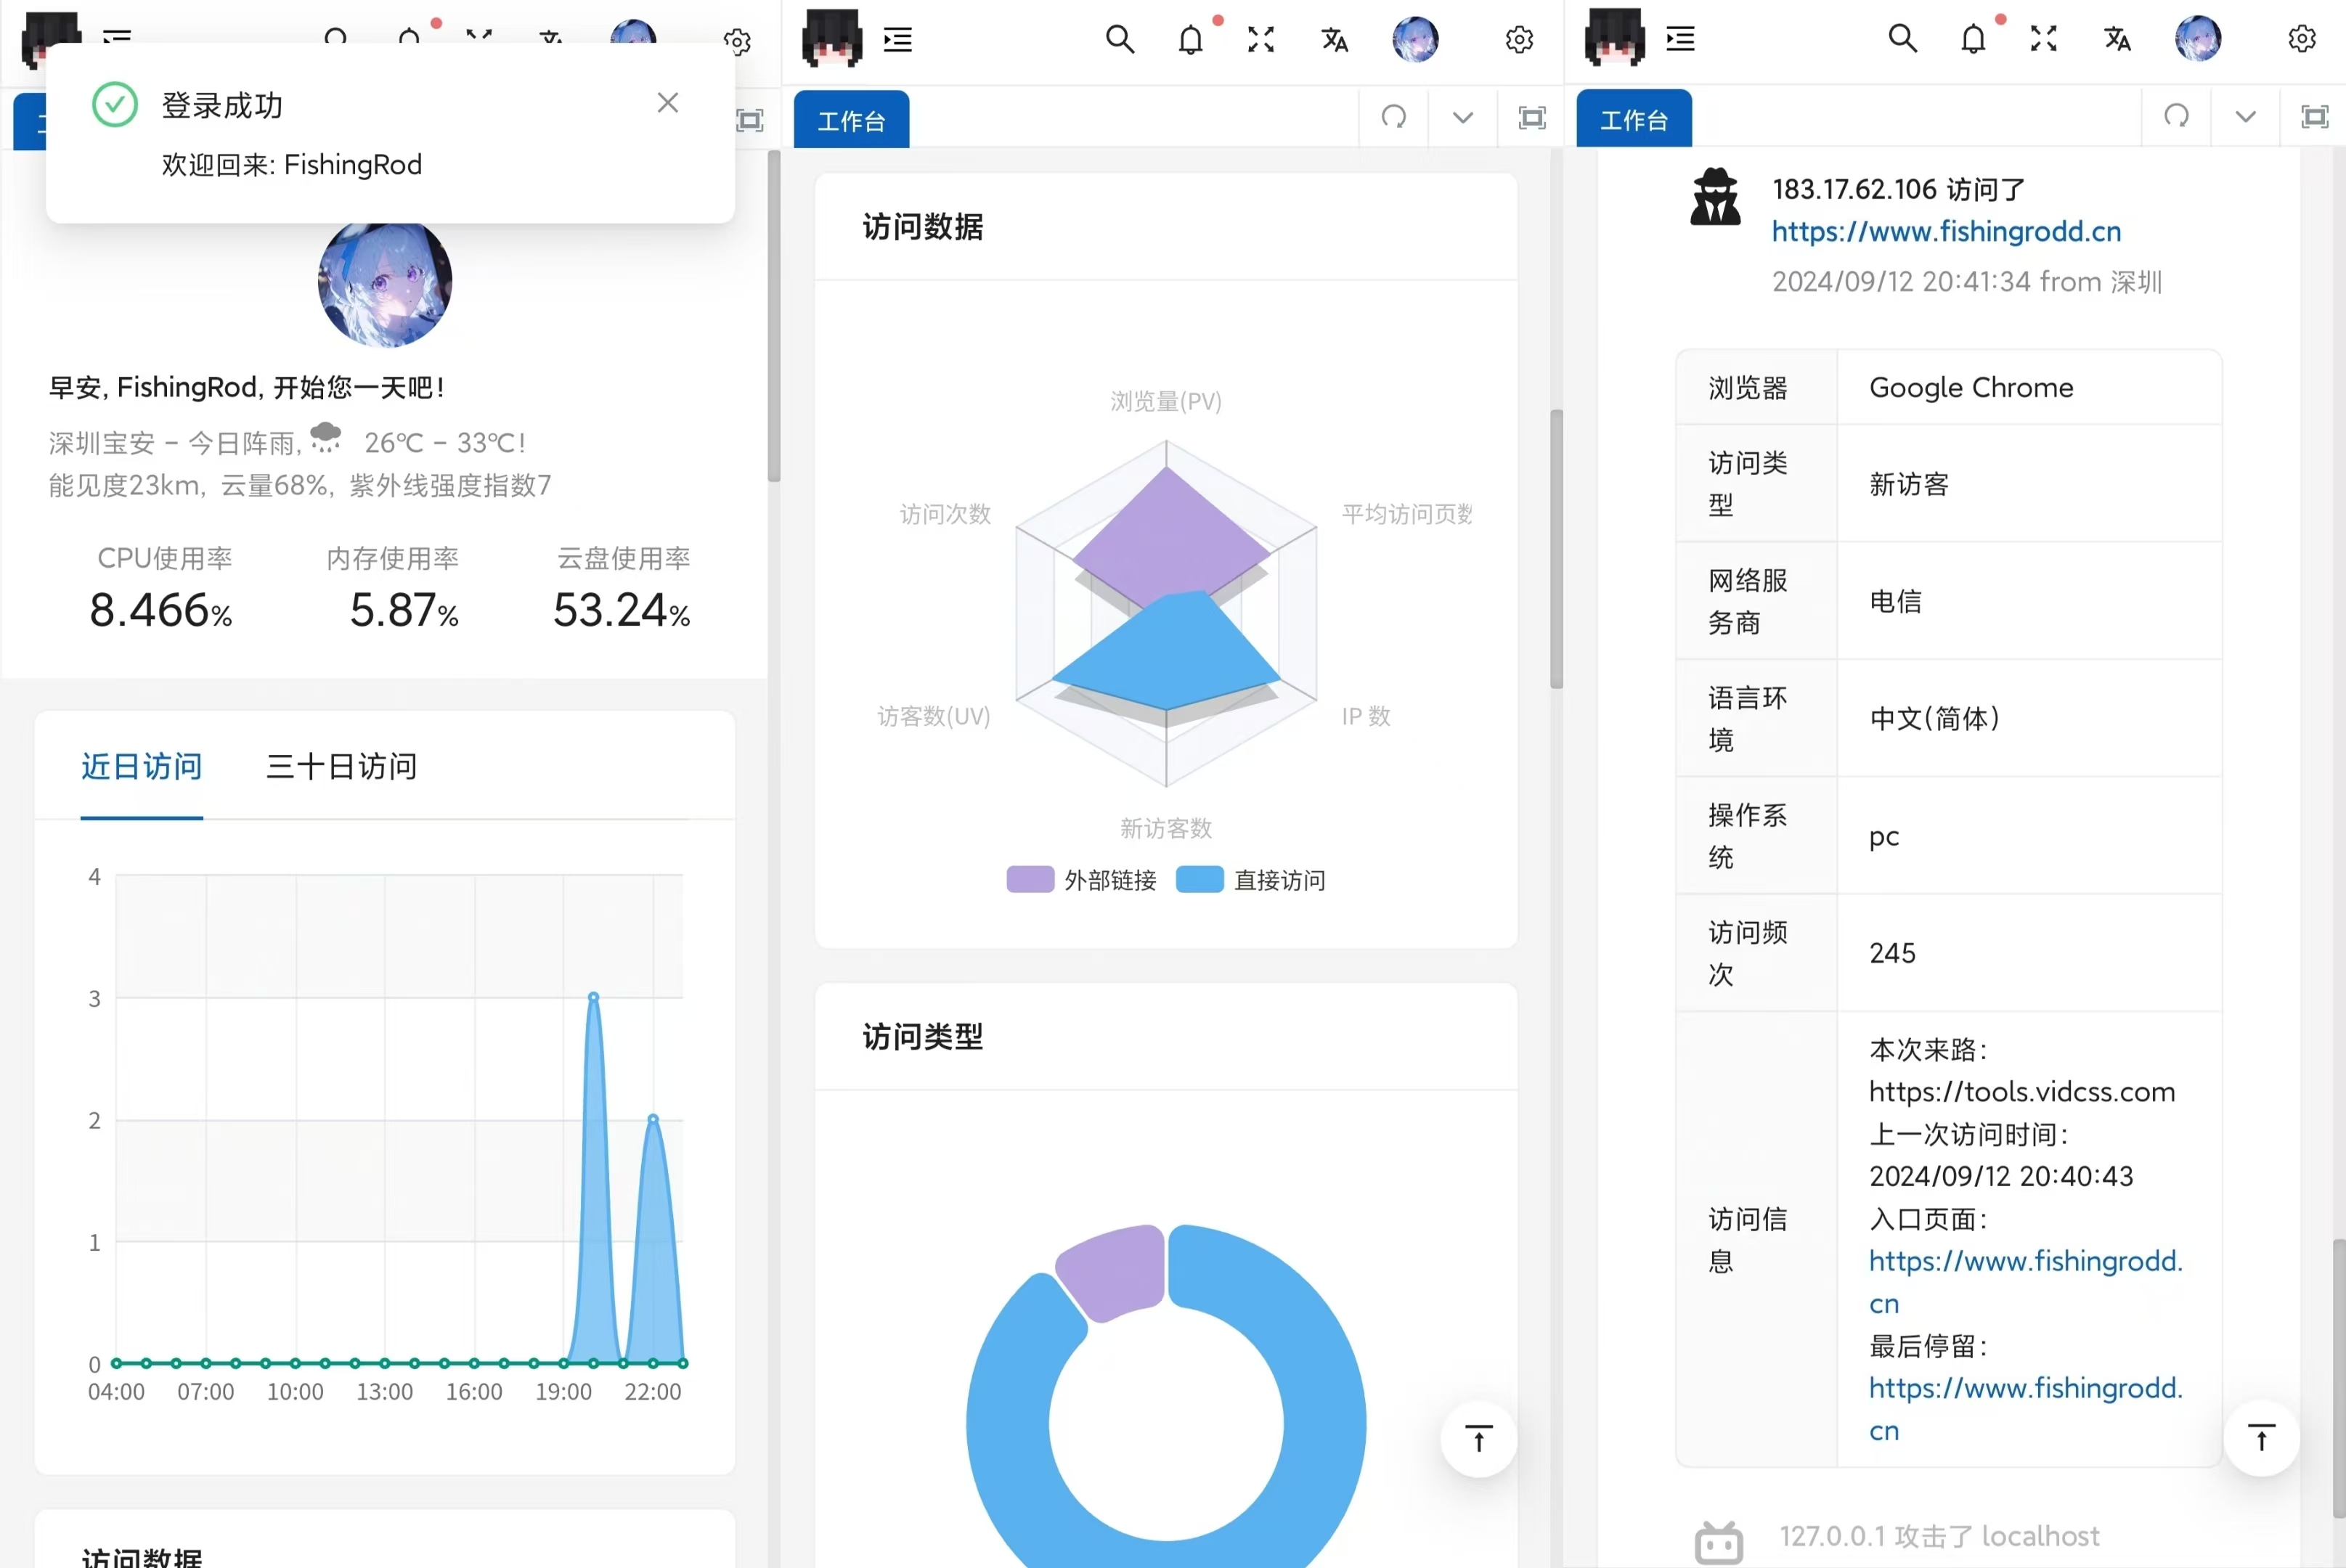 登录成功
欢迎回来: FishingRod
早安, FishingRod, 开始您一天吧!
深圳宝安 - 今日阵雨, 26℃ - 33℃!
能见度23km, 云量68%, 紫外线强度指数7
CPU使用率 内存使用率 云盘使用率
8.466% 5.87% 53.24%
近日访问 三十日访问
4
3
2
1
0
04:00 07:00 10:00 13:00 16:00 19:00 22:00
访问数据
工作台
访问数据
浏览量(PV)
访问次数 平均访问页数
访客数(UV) IP 数
新访客数
外部链接 直接访问
访问类型
工作台
183.17.62.106 访问了
https://www.fishingrodd.cn
2024/09/12 20:41:34 from 深圳
浏览器 Google Chrome
访问类
型
新访客
网络服
务商
电信
语言环
境
中文(简体)
操作系
统
pc
访问频
次
245
访问信
息
本次来路:
https://tools.vidcss.com
上一次访问时间:
2024/09/12 20:40:43
入口页面:
https://www.fishingrodd.
cn
最后停留:
https://www.fishingrodd.
cn
127.0.0.1 攻击了 localhost